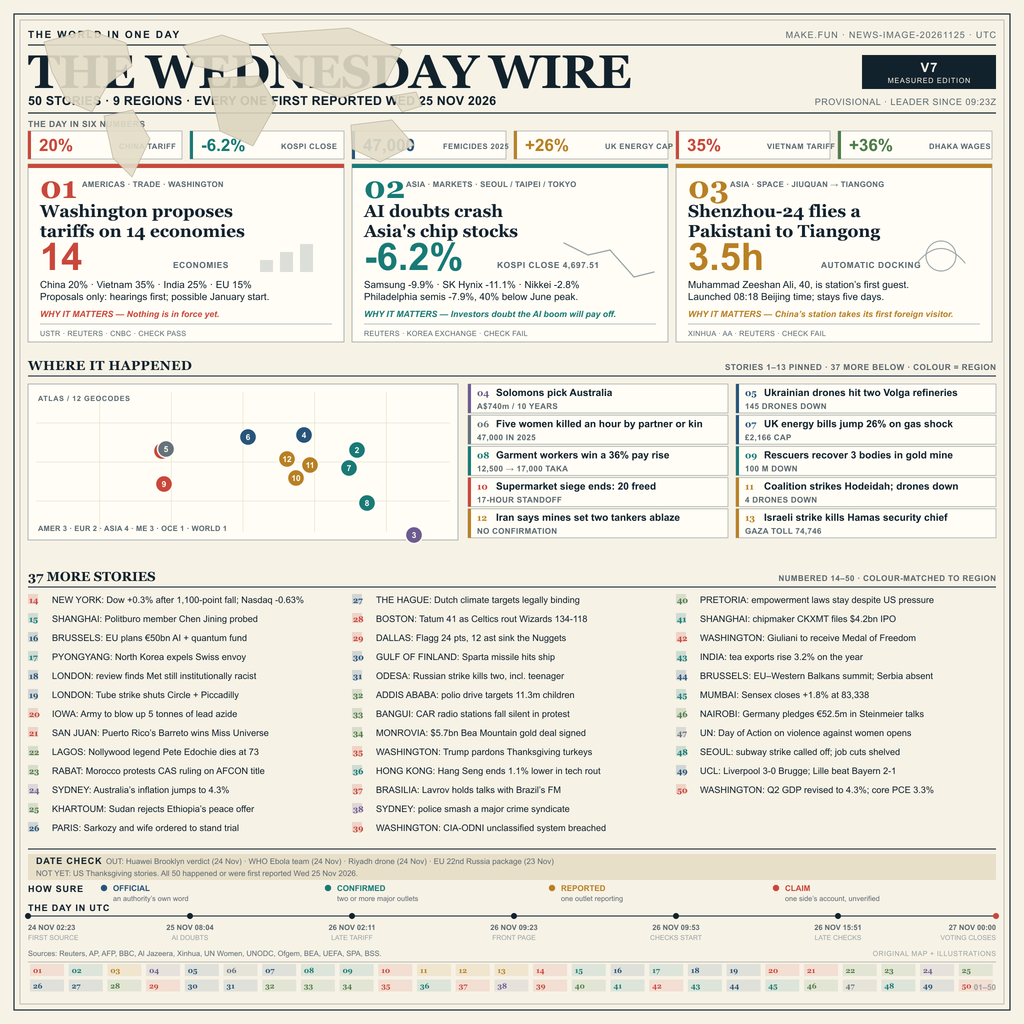 THE WORLD IN ONE DAY
MAKE.FUN · NEWS-IMAGE-20261125 · UTC
THE WEDNESDAY WIRE
V7
MEASURED EDITION
50 STORIES · 9 REGIONS · EVERY ONE FIRST REPORTED WED 25 NOV 2026
PROVISIONAL · LEADER SINCE 09:23Z
THE DAY IN SIX NUMBERS
20% CHINA TARIFF
-6.2% KOSPI CLOSE
47,000 FEMICIDES 2025
+26% UK ENERGY CAP
35% VIETNAM TARIFF
+36% DHAKA WAGES
01 AMERICAS · TRADE · WASHINGTON
Washington proposes
tariffs on 14 economies
14 ECONOMIES
China 20% · Vietnam 35% · India 25% · EU 15%
Proposals only: hearings first; possible January start.
WHY IT MATTERS — Nothing is in force yet.
USTR · REUTERS · CNBC · CHECK PASS
02 ASIA · MARKETS · SEOUL / TAIPEI / TOKYO
AI doubts crash
Asia's chip stocks
-6.2% KOSPI CLOSE 4,697.51
Samsung -9.9% · SK Hynix -11.1% · Nikkei -2.8%
Philadelphia semis -7.9%, 40% below June peak.
WHY IT MATTERS — Investors doubt the AI boom will pay off.
REUTERS · KOREA EXCHANGE · CHECK FAIL
03 ASIA · SPACE · JIUQUAN → TIANGONG
Shenzhou-24 flies a
Pakistani to Tiangong
3.5h AUTOMATIC DOCKING
Muhammad Zeeshan Ali, 40, is station’s first guest.
Launched 08:18 Beijing time; stays five days.
WHY IT MATTERS — China’s station takes its first foreign visitor.
XINHUA · AA · REUTERS · CHECK FAIL
WHERE IT HAPPENED
STORIES 1–13 PINNED · 37 MORE BELOW · COLOUR = REGION
ATLAS / 12 GEOCODES
6
4
5
2
12
11
7
10
9
8
3
AMER 3 · EUR 2 · ASIA 4 · ME 3 · OCE 1 · WORLD 1
04 Solomons pick Australia
A$740m / 10 YEARS
05 Ukrainian drones hit two Volga refineries
145 DRONES DOWN
06 Five women killed an hour by partner or kin
47,000 IN 2025
07 UK energy bills jump 26% on gas shock
£2,166 CAP
08 Garment workers win a 36% pay rise
12,500 → 17,000 TAKA
09 Rescuers recover 3 bodies in gold mine
100 M DOWN
10 Supermarket siege ends: 20 freed
17-HOUR STANDOFF
11 Coalition strikes Hodeidah; drones down
4 DRONES DOWN
12 Iran says mines set two tankers ablaze
NO CONFIRMATION
13 Israeli strike kills Hamas security chief
GAZA TOLL 74,746
37 MORE STORIES
NUMBERED 14–50 · COLOUR-MATCHED TO REGION
14 NEW YORK: Dow +0.3% after 1,100-point fall; Nasdaq -0.63%
15 SHANGHAI: Politburo member Chen Jining probed
16 BRUSSELS: EU plans €50bn AI + quantum fund
17 PYONGYANG: North Korea expels Swiss envoy
18 LONDON: review finds Met still institutionally racist
19 LONDON: Tube strike shuts Circle + Piccadilly
20 IOWA: Army to blow up 5 tonnes of lead azide
21 SAN JUAN: Puerto Rico’s Barreto wins Miss Universe
22 LAGOS: Nollywood legend Pete Edochie dies at 73
23 RABAT: Morocco protests CAS ruling on AFCON title
24 SYDNEY: Australia’s inflation jumps to 4.3%
25 KHARTOUM: Sudan rejects Ethiopia’s peace offer
26 PARIS: Sarkozy and wife ordered to stand trial
27 THE HAGUE: Dutch climate targets legally binding
28 BOSTON: Tatum 41 as Celtics rout Wizards 134-118
29 DALLAS: Flagg 24 pts, 12 ast sink the Nuggets
30 GULF OF FINLAND: Sparta missile hits ship
31 ODESA: Russian strike kills two, incl. teenager
32 ADDIS ABABA: polio drive targets 11.3m children
33 BANGUI: CAR radio stations fall silent in protest
34 MONROVIA: $5.7bn Bea Mountain gold deal signed
35 WASHINGTON: Trump pardons Thanksgiving turkeys
36 HONG KONG: Hang Seng ends 1.1% lower in tech rout
37 BRASILIA: Lavrov holds talks with Brazil’s FM
38 SYDNEY: police smash a major crime syndicate
39 WASHINGTON: CIA-ODNI unclassified system breached
40 PRETORIA: empowerment laws stay despite US pressure
41 SHANGHAI: chipmaker CKXMT files $4.2bn IPO
42 WASHINGTON: Giuliani to receive Medal of Freedom
43 INDIA: tea exports rise 3.2% on the year
44 BRUSSELS: EU–Western Balkans summit; Serbia absent
45 MUMBAI: Sensex closes +1.8% at 83,338
46 NAIROBI: Germany pledges €52.5m in Steinmeier talks
47 UN: Day of Action on violence against women opens
48 SEOUL: subway strike called off; job cuts shelved
49 UCL: Liverpool 3-0 Brugge; Lille beat Bayern 2-1
50 WASHINGTON: Q2 GDP revised to 4.3%; core PCE 3.3%
DATE CHECK OUT: Huawei Brooklyn verdict (24 Nov) · WHO Ebola team (24 Nov) · Riyadh drone (24 Nov) · EU 22nd Russia package (23 Nov)
NOT YET: US Thanksgiving stories. All 50 happened or were first reported Wed 25 Nov 2026.
HOW SURE
OFFICIAL
an authority’s own word
CONFIRMED
two or more major outlets
REPORTED
one outlet reporting
CLAIM
one side’s account, unverified
THE DAY IN UTC
24 NOV 02:23
FIRST SOURCE
25 NOV 08:04
AI DOUBTS
26 NOV 02:11
LATE TARIFF
26 NOV 09:23
FRONT PAGE
26 NOV 09:53
CHECKS START
26 NOV 15:51
LATE CHECKS
27 NOV 00:00
VOTING CLOSES
Sources: Reuters, AP, AFP, BBC, Al Jazeera, Xinhua, UN Women, UNODC, Ofgem, BEA, UEFA, SPA, BSS.
ORIGINAL MAP + ILLUSTRATIONS
01 02 03 04 05 06 07 08 09 10 11 12 13 14 15 16 17 18 19 20 21 22 23 24 25
26 27 28 29 30 31 32 33 34 35 36 37 38 39 40 41 42 43 44 45 46 47 48 49 50 01–50